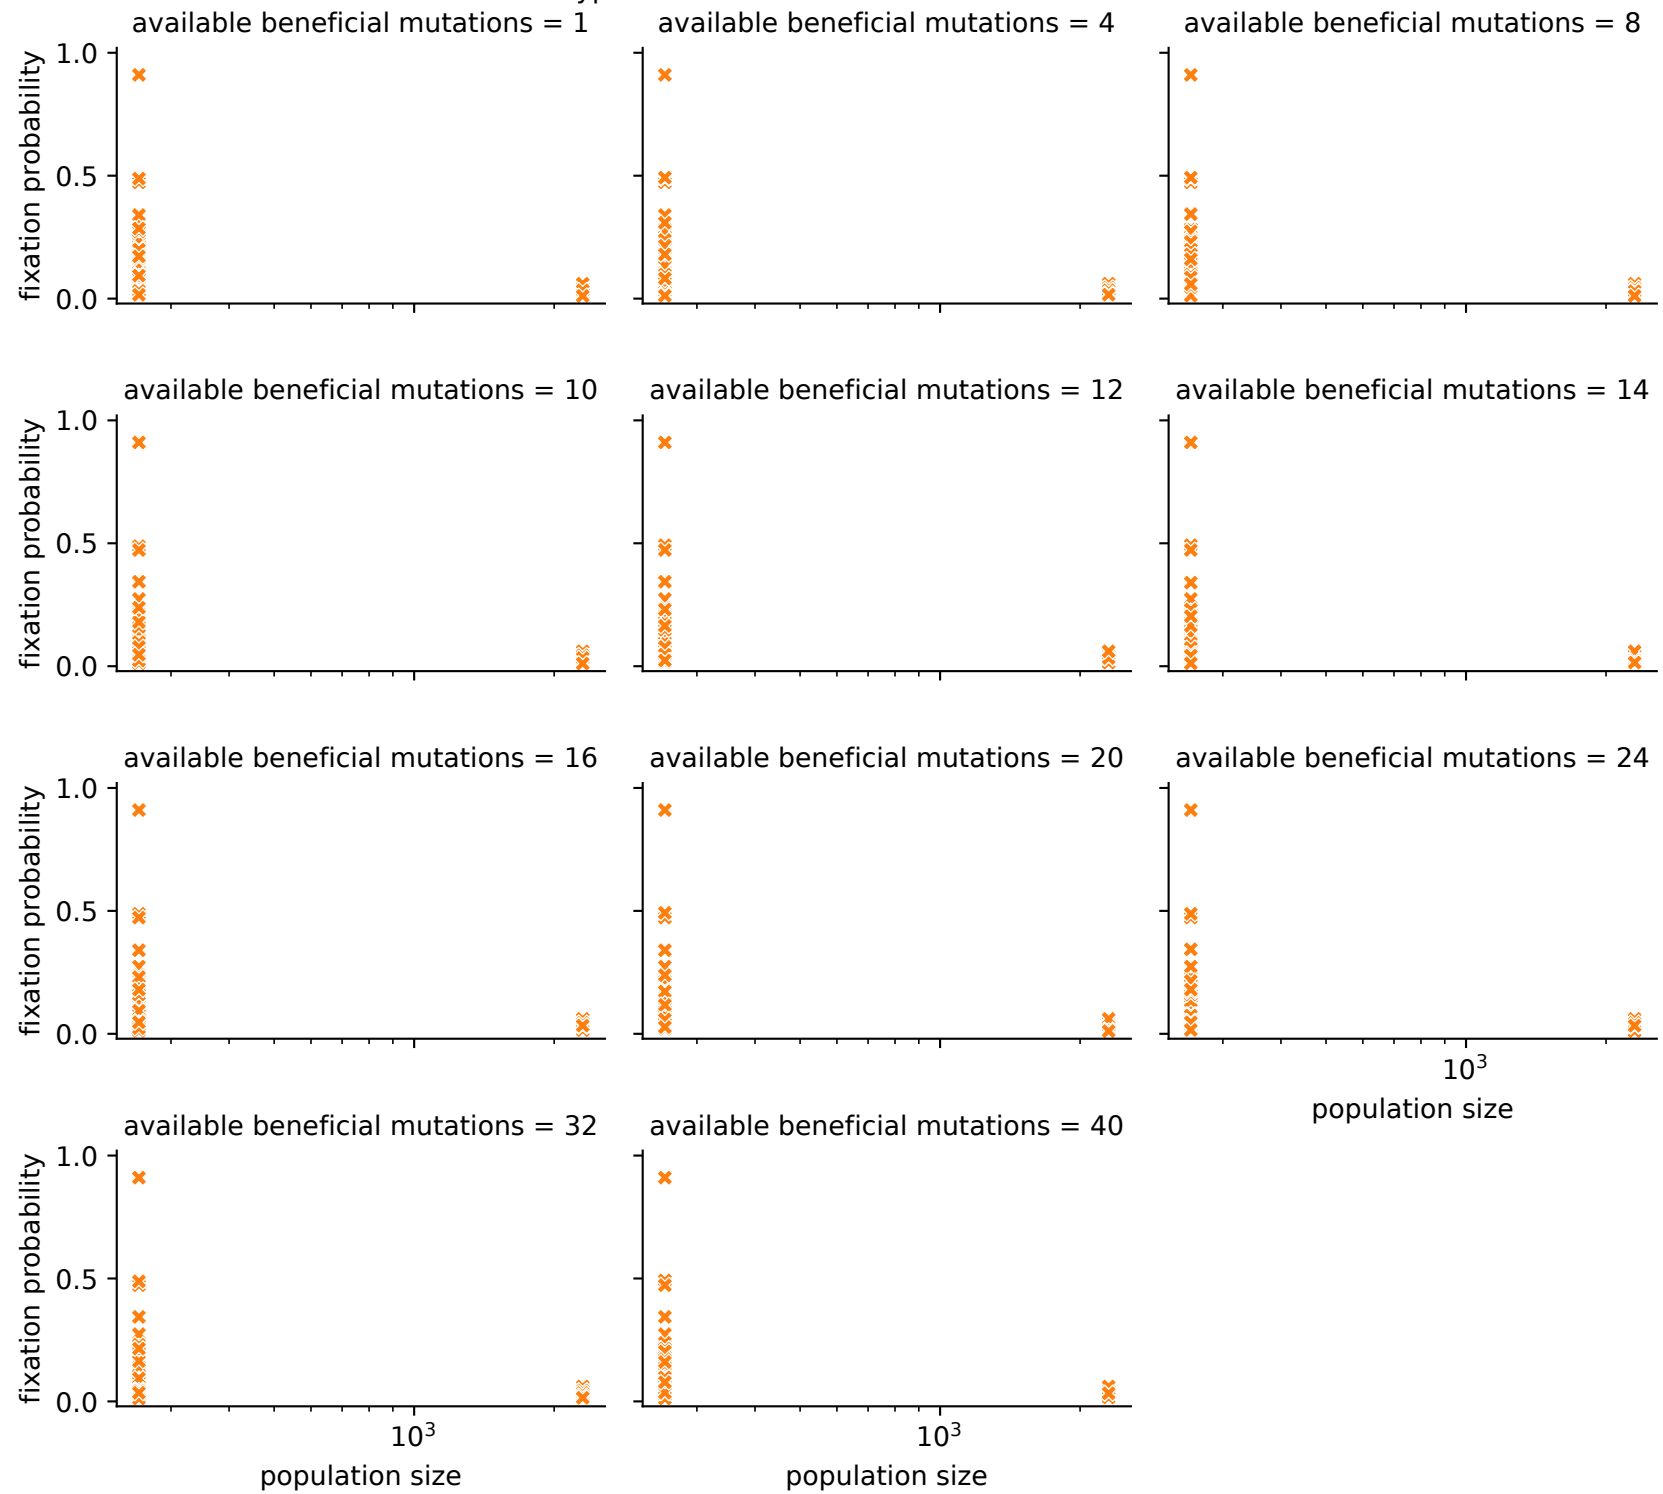 available beneficial mutations = 1
available beneficial mutations = 4
available beneficial mutations = 8
fixation probability
1.0
0.5
0.0
available beneficial mutations = 10
available beneficial mutations = 12
available beneficial mutations = 14
fixation probability
1.0
0.5
0.0
available beneficial mutations = 16
available beneficial mutations = 20
available beneficial mutations = 24
fixation probability
1.0
0.5
0.0
10³
population size
available beneficial mutations = 32
available beneficial mutations = 40
fixation probability
1.0
0.5
0.0
10³
10³
population size
population size